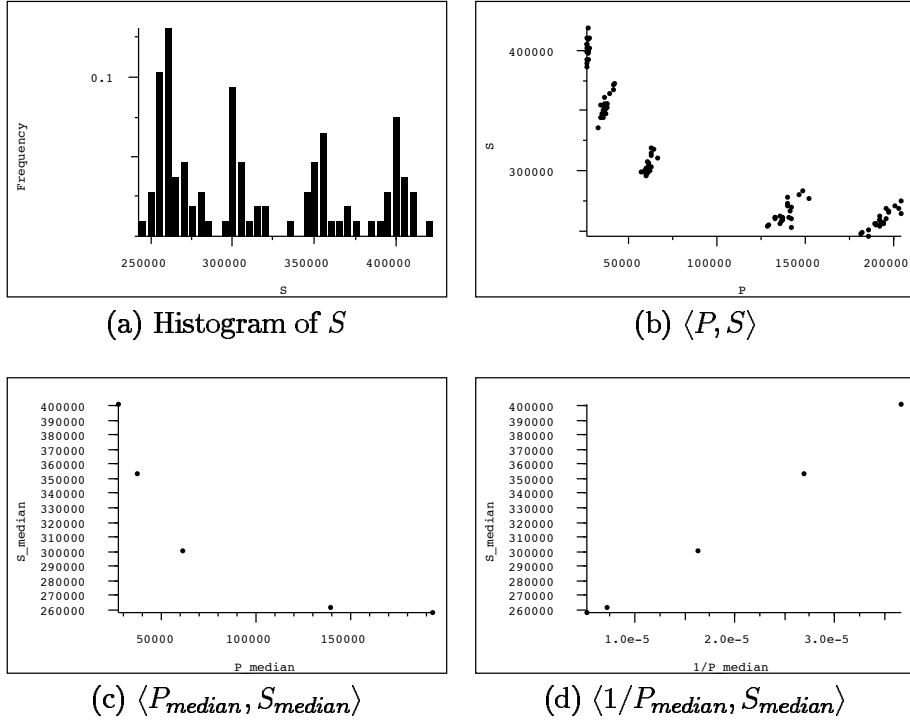 0.1
Frequency
250000 300000 350000 400000
S
(a) Histogram of S
400000
S
300000
50000 100000 150000 200000
P
(b) ⟨P, S⟩
400000
390000
380000
370000
360000
350000
340000
330000
320000
310000
300000
290000
280000
270000
260000
S_median
50000 100000 150000
P_median
(c) ⟨P_median, S_median⟩
400000
390000
380000
370000
360000
350000
340000
330000
320000
310000
300000
290000
280000
270000
260000
S_median
1.0e-5 2.0e-5 3.0e-5
1/P_median
(d) ⟨1/P_median, S_median⟩